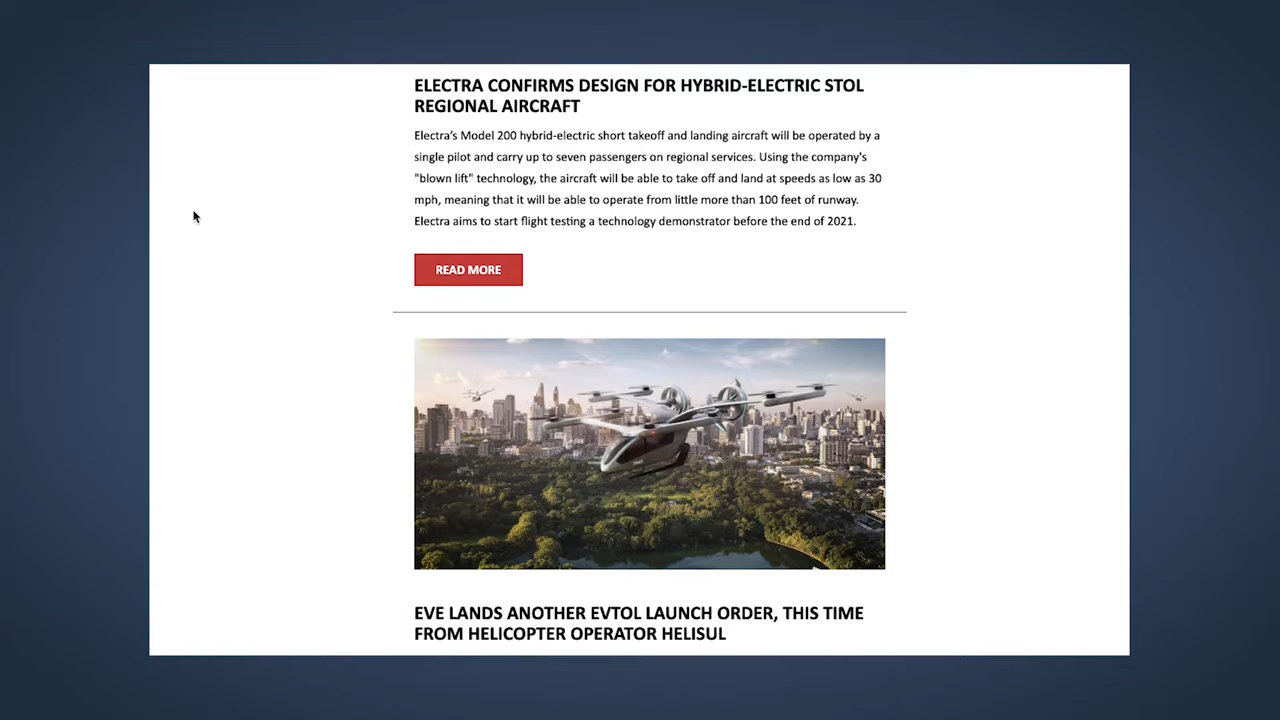 ELECTRA CONFIRMS DESIGN FOR HYBRID-ELECTRIC STOL
REGIONAL AIRCRAFT
Electra's Model 200 hybrid-electric short takeoff and landing aircraft will be operated by a
single pilot and carry up to seven passengers on regional services. Using the company's
"blown lift" technology, the aircraft will be able to take off and land at speeds as low as 30
mph, meaning that it will be able to operate from little more than 100 feet of runway.
Electra aims to start flight testing a technology demonstrator before the end of 2021.
READ MORE
EVE LANDS ANOTHER EVTOL LAUNCH ORDER, THIS TIME
FROM HELICOPTER OPERATOR HELISUL